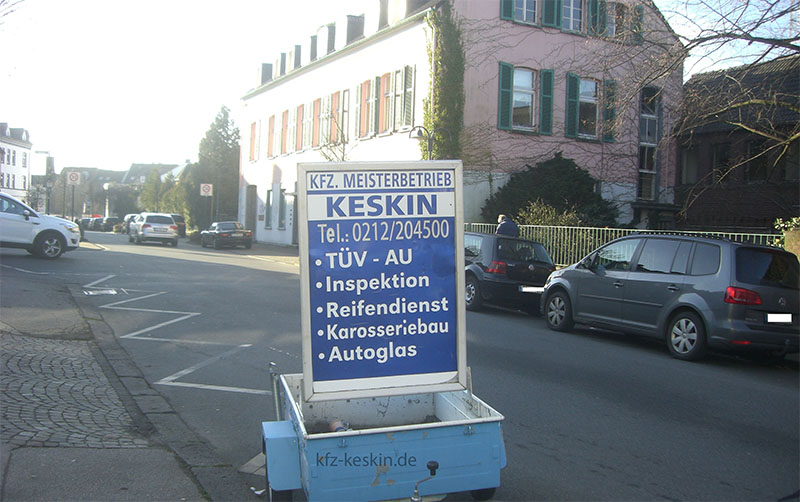 KFZ. MEISTERBETRIEB
KESKIN
Tel.: 0212/204500
• TÜV - AU
• Inspektion
• Reifendienst
• Karosseriebau
• Autoglas
kfz-keskin.de